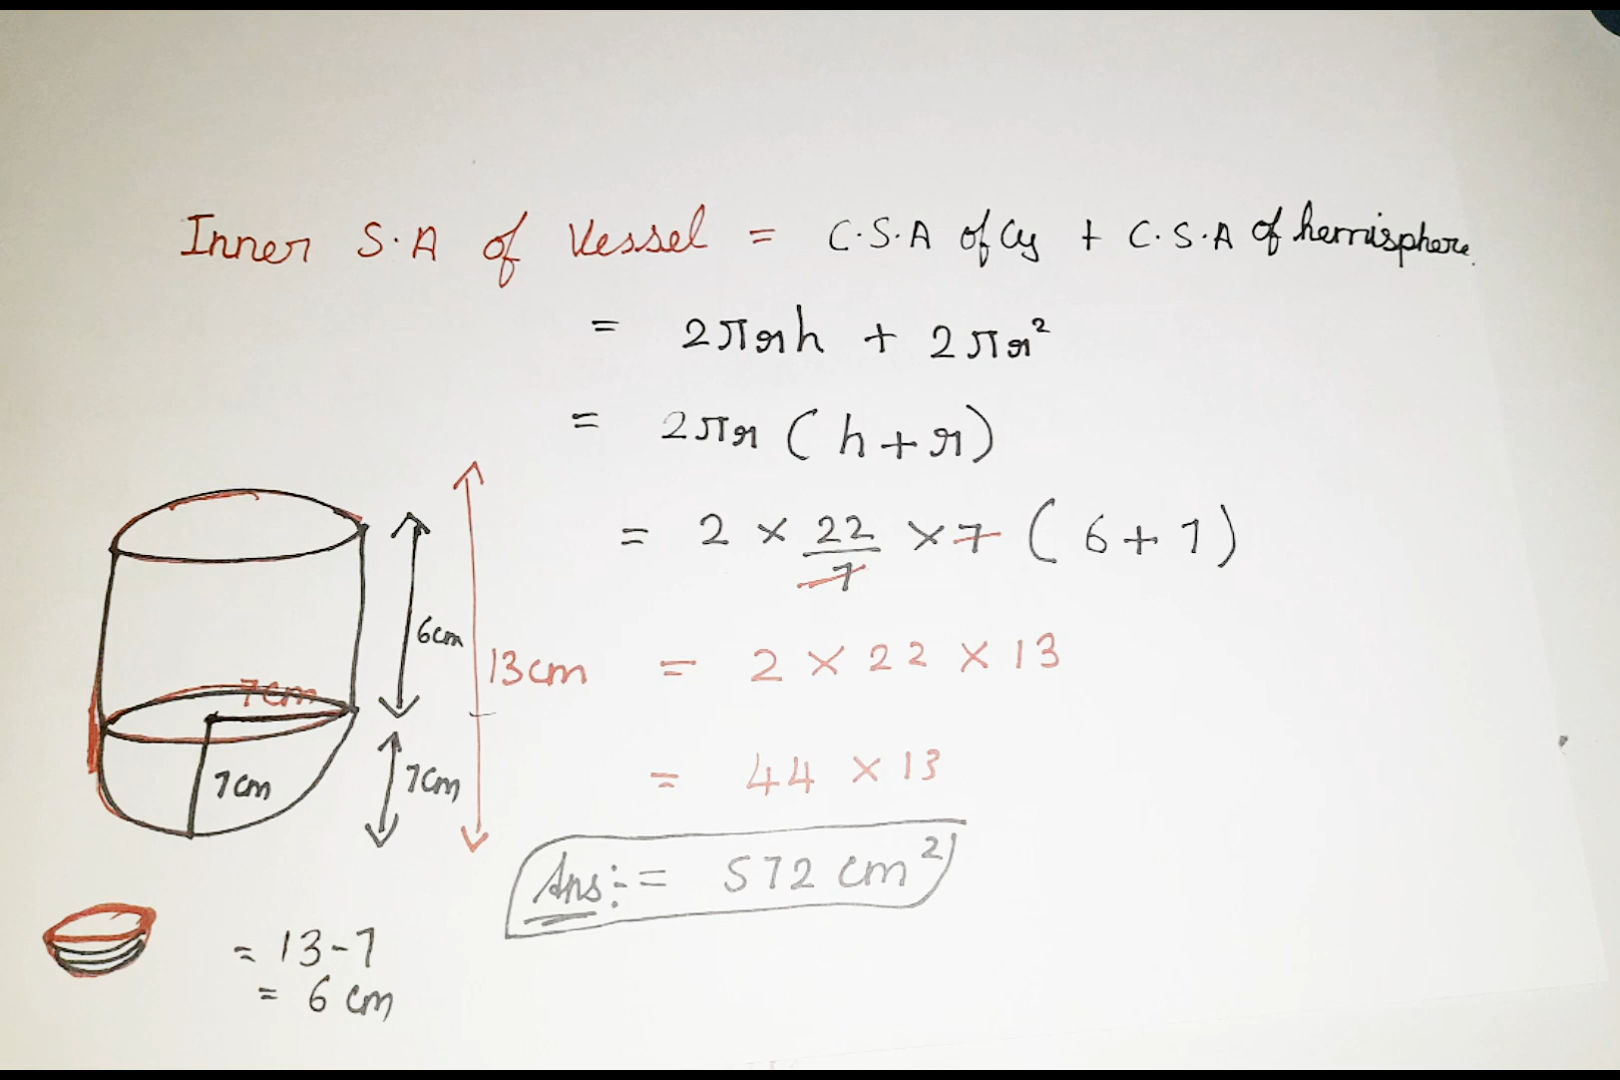 Inner S.A of Vessel = C.S.A of Cy + C.S.A of hemisphere.
= 2πrh + 2πr²
= 2πr (h+r)
= 2 × 22/7 × 7 (6+7)
6cm
13cm
= 2 × 22 × 13
7cm
7cm
7cm
= 44 × 13
Ans:- = 572 cm²
= 13-7
= 6 cm